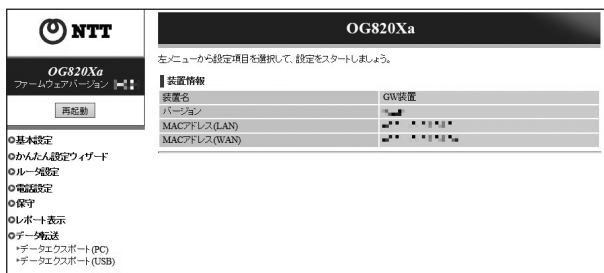 NTT
OG820Xa
ファームウェアバージョン
再起動
基本設定
かんたん設定ウィザード
ルータ設定
電話設定
保守
レポート表示
データ転送
データエクスポート(PC)
データエクスポート(USB)
OG820Xa
左メニューから設定項目を選択して、設定をスタートしましょう。
装置情報
装置名 GW装置
バージョン
MACアドレス(LAN)
MACアドレス(WAN)